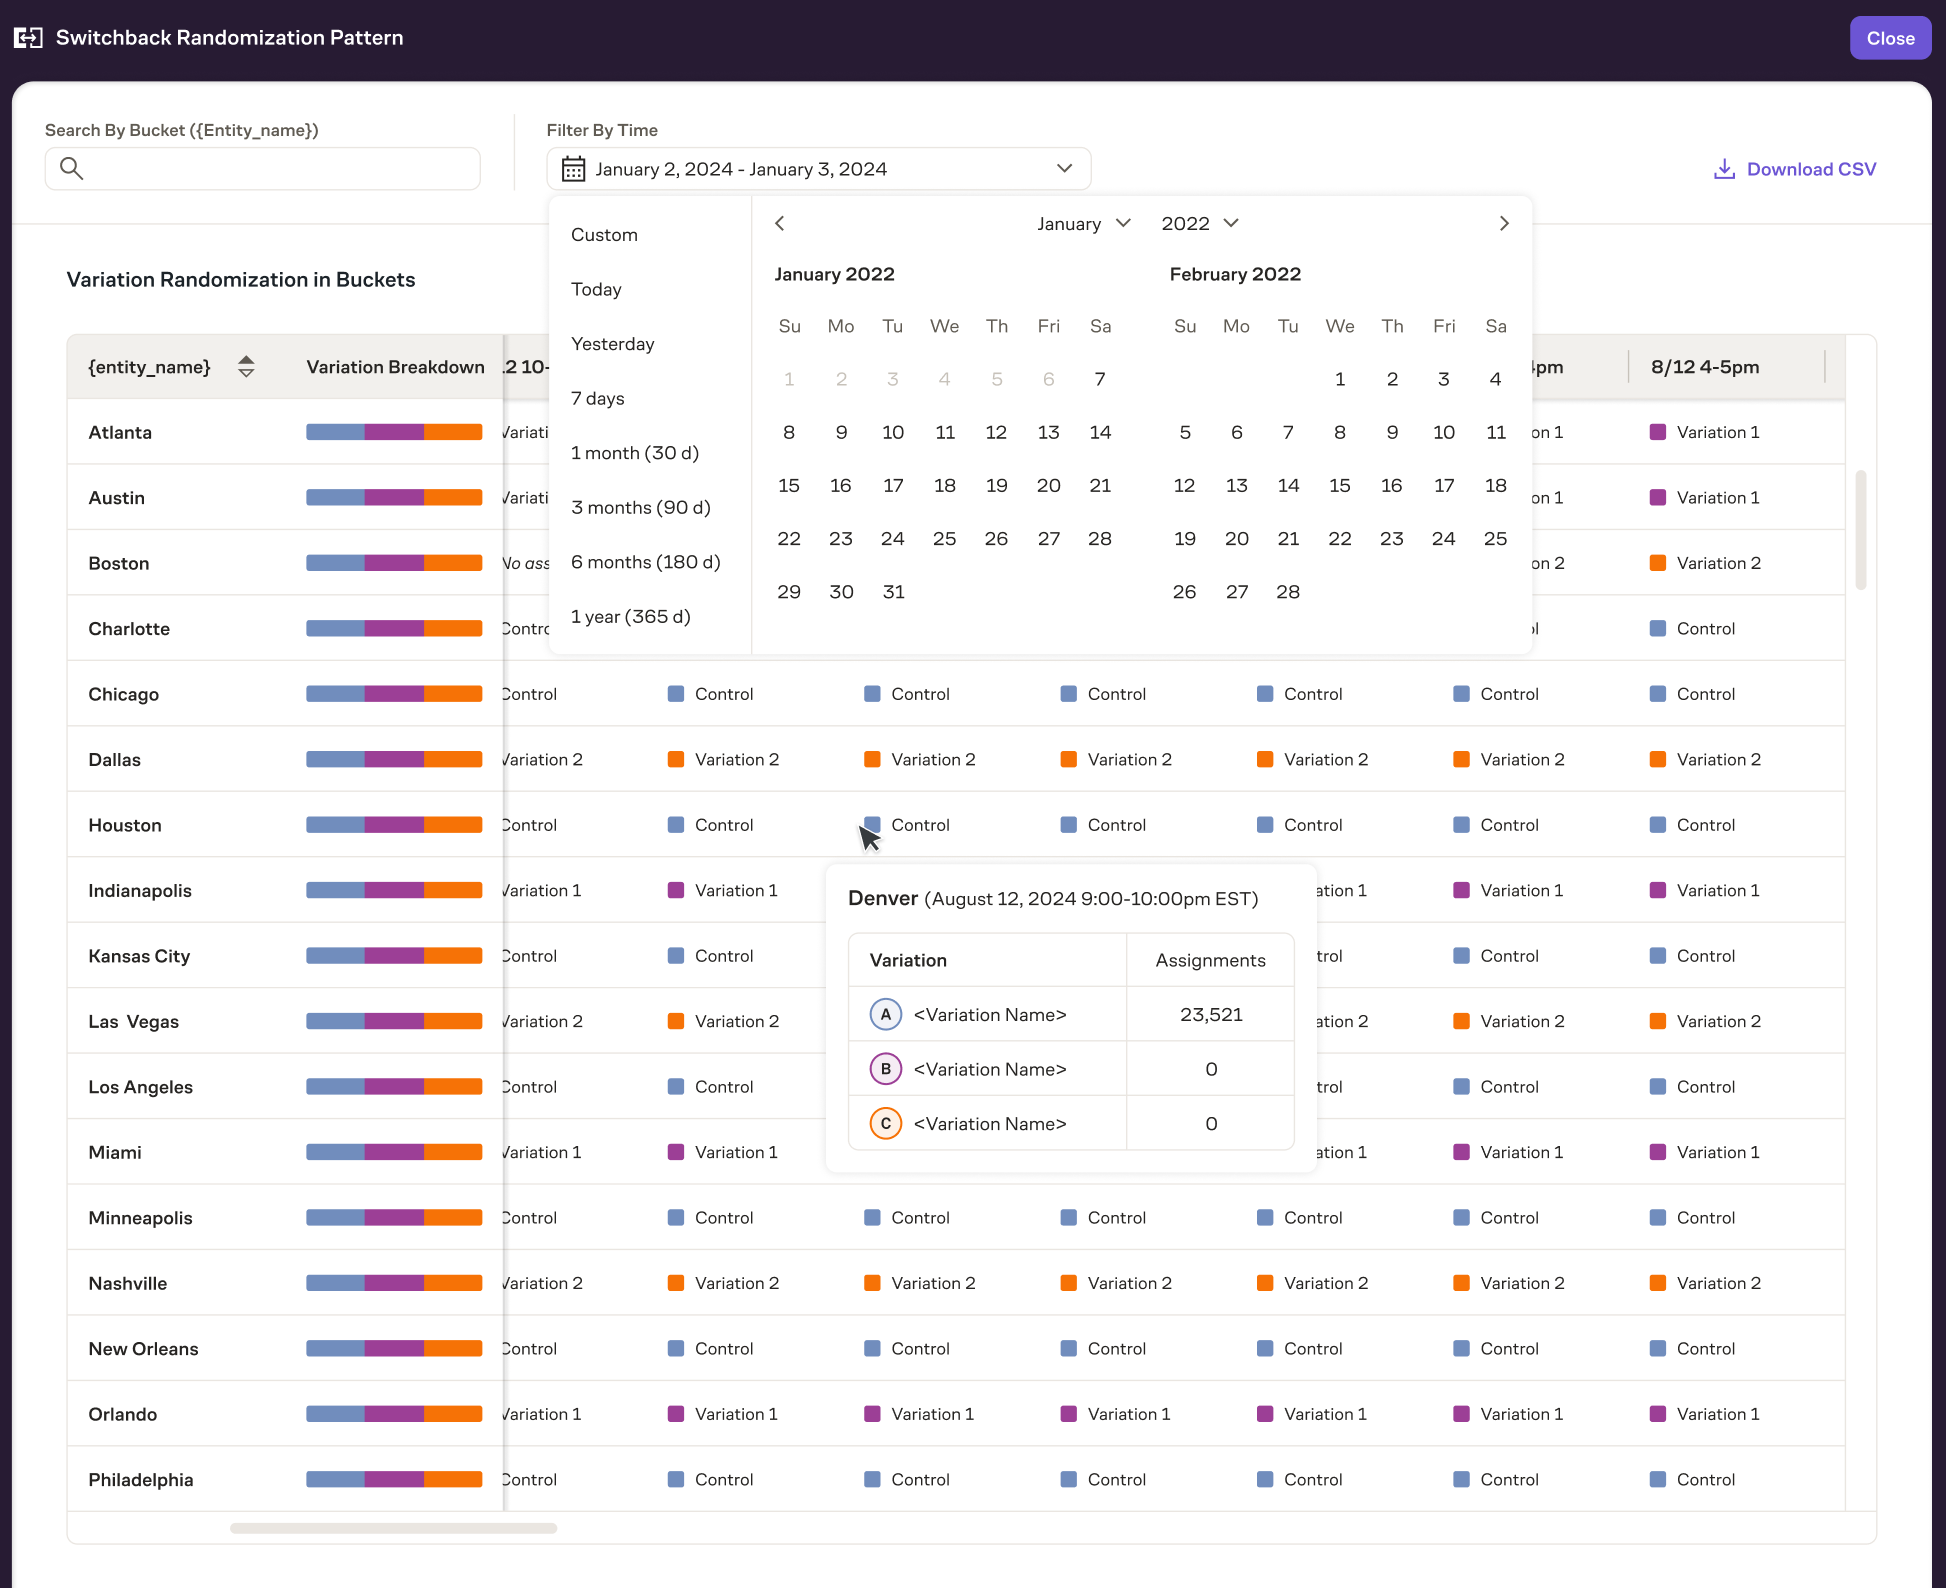 Switchback Randomization Pattern
Close
Search By Bucket ({Entity_name})
Filter By Time
January 2, 2024 - January 3, 2024
Download CSV
Custom
Today
Yesterday
7 days
1 month (30 d)
3 months (90 d)
6 months (180 d)
1 year (365 d)
January 2022
January 2022
Su Mo Tu We Th Fri Sa
1 2 3 4 5 6 7
8 9 10 11 12 13 14
15 16 17 18 19 20 21
22 23 24 25 26 27 28
29 30 31
February 2022
Su Mo Tu We Th Fri Sa
1 2 3 4
5 6 7 8 9 10 11
12 13 14 15 16 17 18
19 20 21 22 23 24 25
26 27 28
Variation Randomization in Buckets
{entity_name} Variation Breakdown 12 10- 4pm 8/12 4-5pm
Atlanta Variati on 1 Variation 1
Austin Variati on 1 Variation 1
Boston No ass on 2 Variation 2
Charlotte Contro ol Control
Chicago Control Control Control Control Control Control Control
Dallas Variation 2 Variation 2 Variation 2 Variation 2 Variation 2 Variation 2 Variation 2
Houston Control Control Control Control Control Control Control
Indianapolis Variation 1 Variation 1 ation 1 Variation 1 Variation 1
Kansas City Control Control trol Control Control
Las Vegas Variation 2 Variation 2 ation 2 Variation 2 Variation 2
Los Angeles Control Control trol Control Control
Miami Variation 1 Variation 1 ation 1 Variation 1 Variation 1
Minneapolis Control Control Control Control Control Control Control
Nashville Variation 2 Variation 2 Variation 2 Variation 2 Variation 2 Variation 2 Variation 2
New Orleans Control Control Control Control Control Control Control
Orlando Variation 1 Variation 1 Variation 1 Variation 1 Variation 1 Variation 1 Variation 1
Philadelphia Control Control Control Control Control Control Control
Denver (August 12, 2024 9:00-10:00pm EST)
Variation Assignments
A <Variation Name> 23,521
B <Variation Name> 0
C <Variation Name> 0